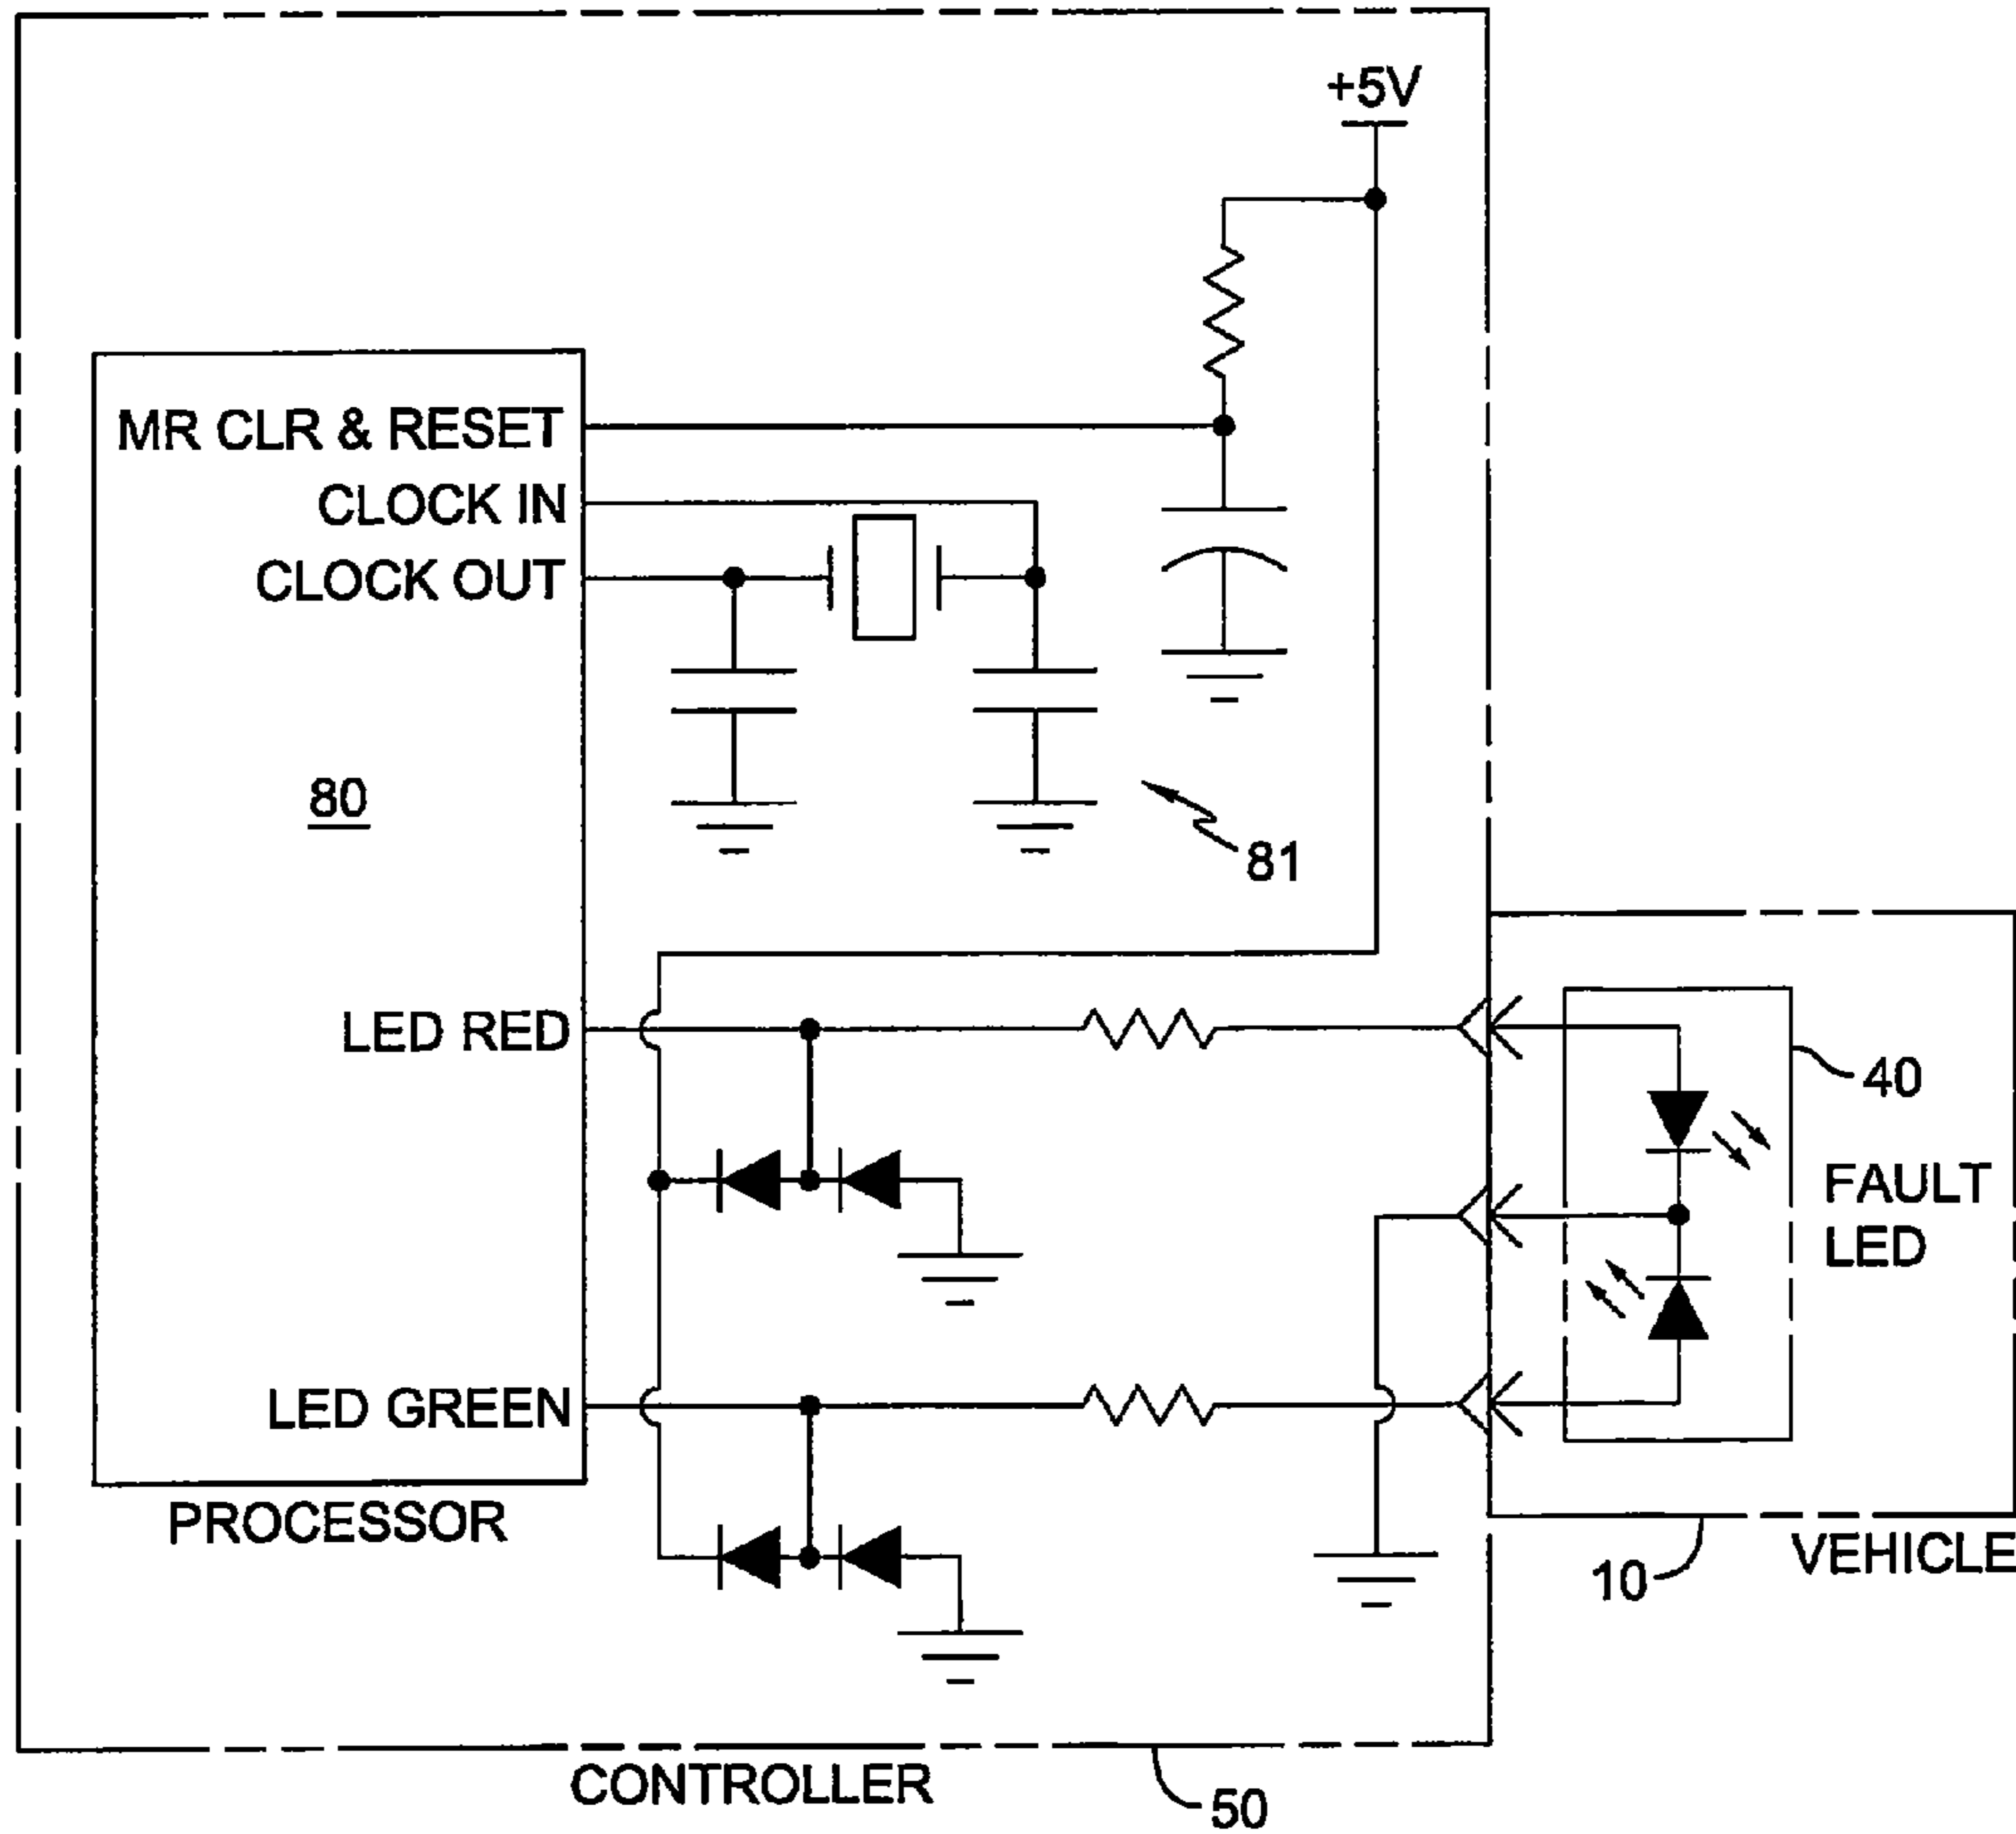 +5V
MR CLR & RESET
CLOCK IN
CLOCK OUT
80
81
LED RED
40
FAULT
LED
LED GREEN
PROCESSOR
10
VEHICLE
CONTROLLER
50